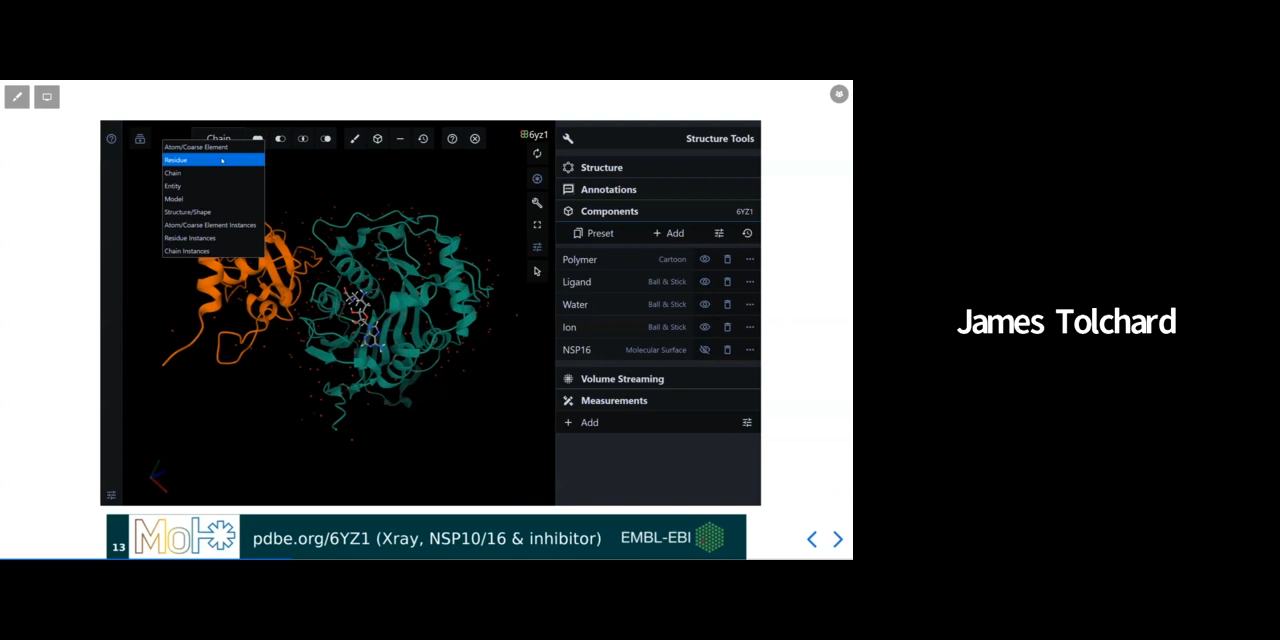 Chain
6yz1
Structure Tools
Atom/Coarse Element
Residue
Chain
Entity
Model
Structure/Shape
Atom/Coarse Element Instances
Residue Instances
Chain Instances
Structure
Annotations
Components 6YZ1
Preset + Add
Polymer Cartoon
Ligand Ball & Stick
Water Ball & Stick
Ion Ball & Stick
NSP16 Molecular Surface
Volume Streaming
Measurements
+ Add
James Tolchard
13 Mol* pdbe.org/6YZ1 (Xray, NSP10/16 & inhibitor) EMBL-EBI